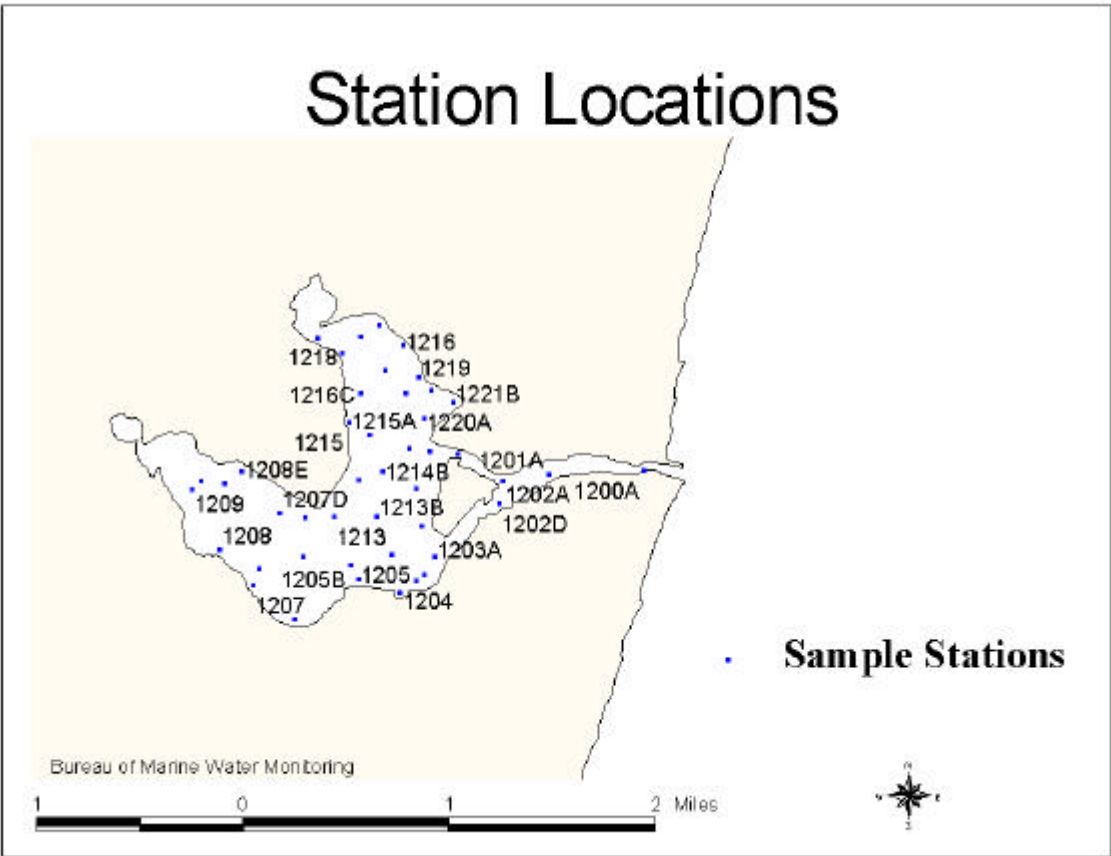 Station Locations
1216
1218
1219
1216C
1221B
1215A
1220A
1215
1201A
1208E
1214B
1200A
1202A
1209
1207D
1213B
1202D
1208
1213
1203A
1205B
1205
1207
1204
Sample Stations
Bureau of Marine Water Monitoring
1 0 1 2 Miles
N
E
S